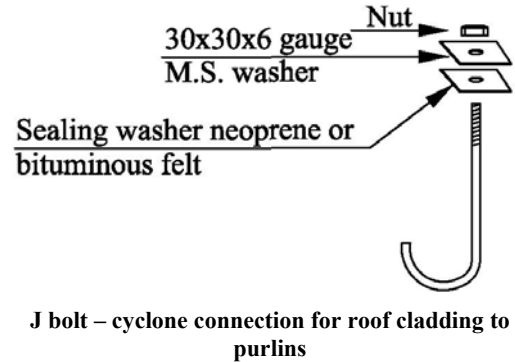 Nut
30x30x6 gauge
M.S. washer
Sealing washer neoprene or
bituminous felt
J bolt – cyclone connection for roof cladding to
purlins